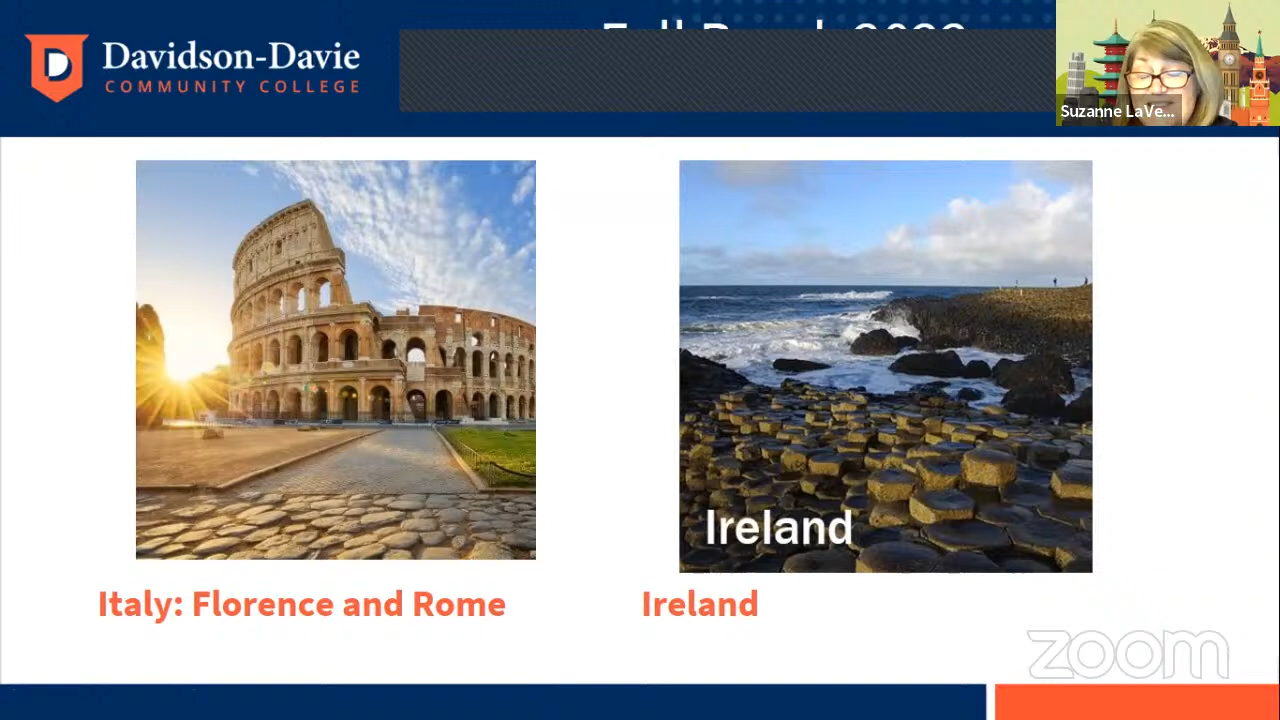 Davidson-Davie
COMMUNITY COLLEGE
Suzanne LaVe...
Ireland
Italy: Florence and Rome
Ireland
zoom